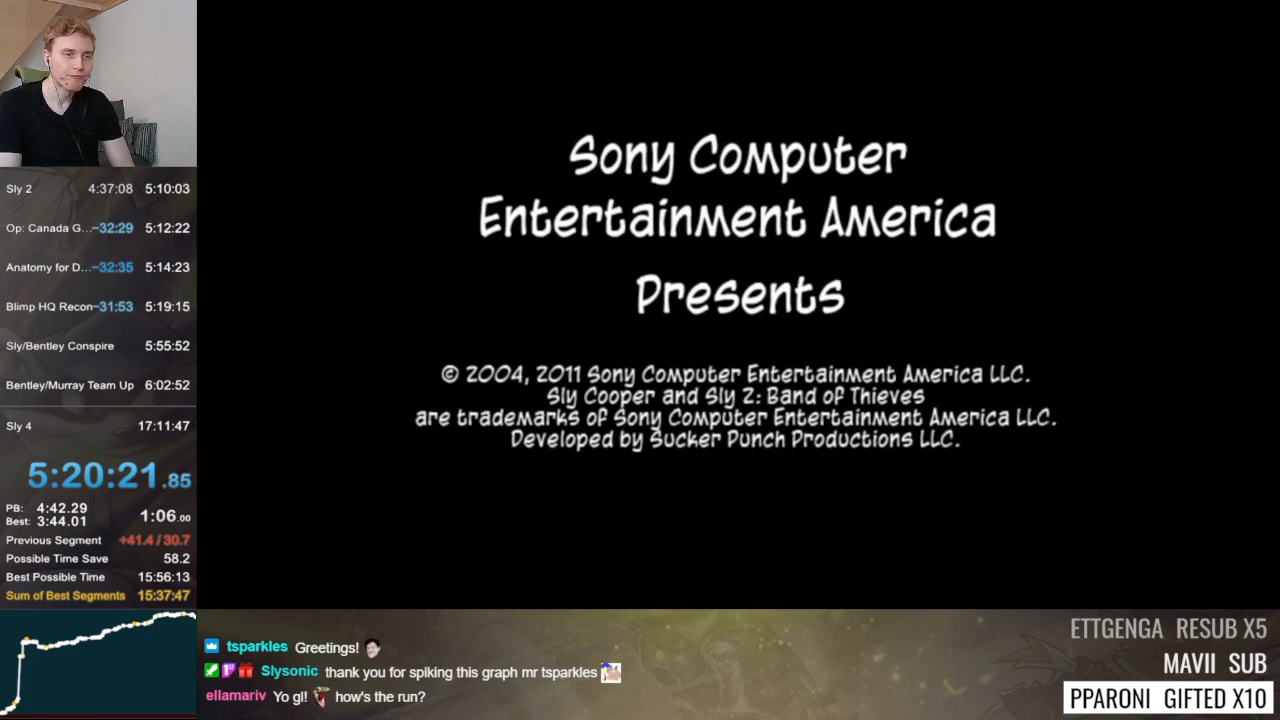 Sly 2 4:37:08 5:10:03
Op: Canada G... -32:29 5:12:22
Anatomy for D... -32:35 5:14:23
Blimp HQ Recon -31:53 5:19:15
Sly/Bentley Conspire 5:55:52
Bentley/Murray Team Up 6:02:52
Sly 4 17:11:47
5:20:21.85
PB: 4:42.29
Best: 3:44.01
1:06.00
Previous Segment +41.4 / 30.7
Possible Time Save 58.2
Best Possible Time 15:56:13
Sum of Best Segments 15:37:47
Sony Computer
Entertainment America
Presents
© 2004, 2011 Sony Computer Entertainment America LLC.
Sly Cooper and Sly 2: Band of Thieves
are trademarks of Sony Computer Entertainment America LLC.
Developed by Sucker Punch Productions LLC.
tsparkles Greetings!
Slysonic thank you for spiking this graph mr tsparkles
ellamariv Yo gl! how's the run?
ETTGENGA RESUB X5
MAVII SUB
PPARONI GIFTED X10